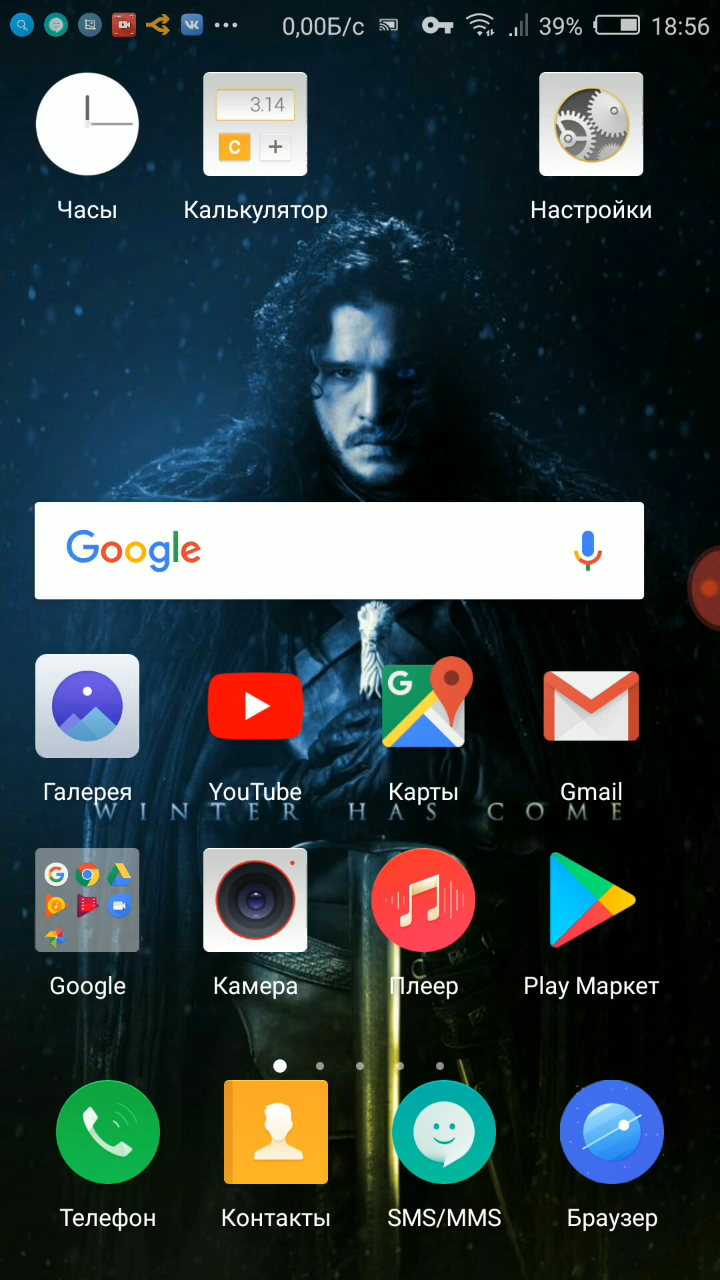 0,00Б/с 39% 18:56
3.14
C +
Часы Калькулятор Настройки
Google
G
Галерея YouTube Карты Gmail
WINTER HAS COME
Google Камера Плеер Play Маркет
Телефон Контакты SMS/MMS Браузер